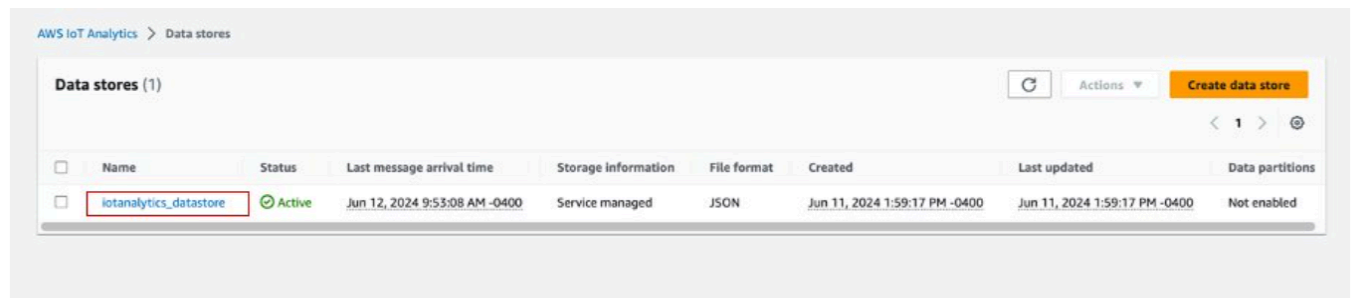 AWS IoT Analytics > Data stores
Data stores (1)
Actions
Create data store
< 1 >
Name Status Last message arrival time Storage information File format Created Last updated Data partitions
iotanalytics_datastore Active Jun 12, 2024 9:53:08 AM -0400 Service managed JSON Jun 11, 2024 1:59:17 PM -0400 Jun 11, 2024 1:59:17 PM -0400 Not enabled